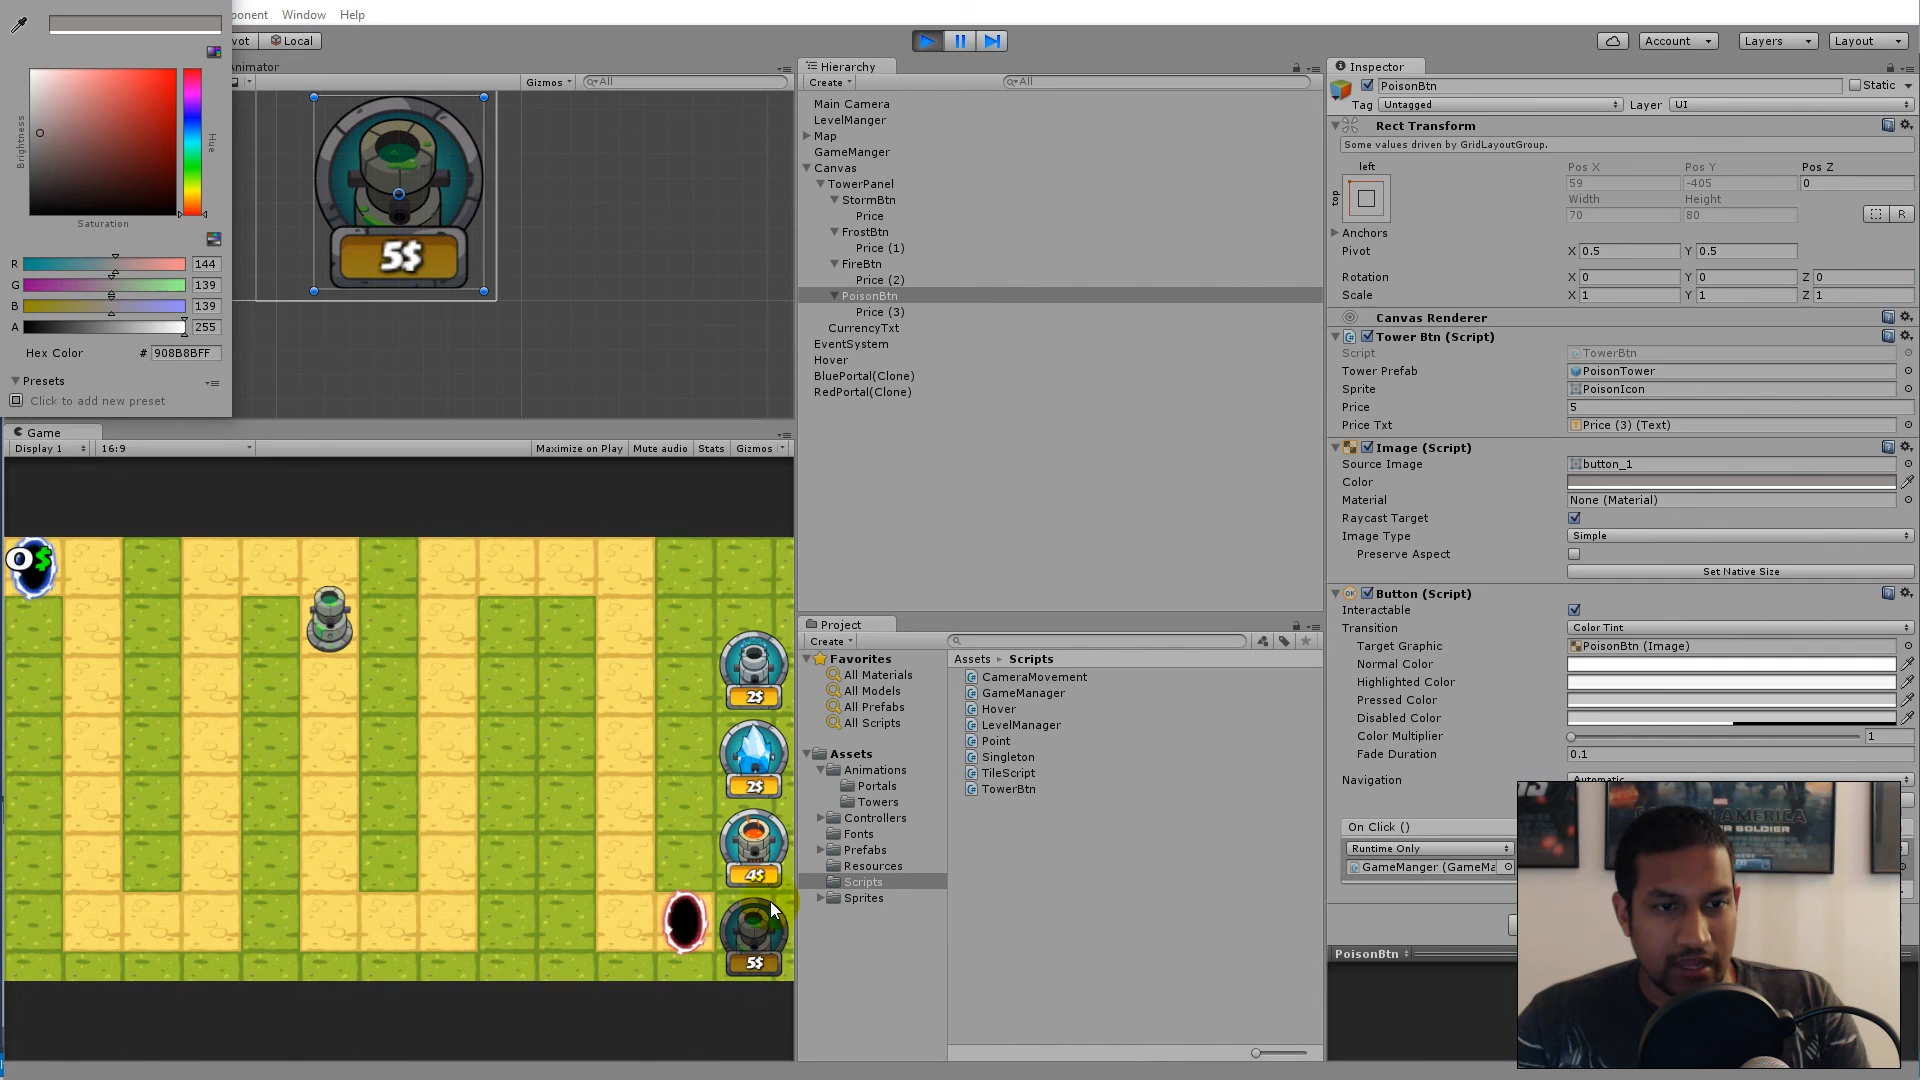 ponent Window Help
vot Local
Account Layers Layout
Brightness
Hue
Saturation
R 144
G 139
B 139
A 255
Hex Color # 908B8BFF
Presets
Click to add new preset
Animator
Gizmos All
5$
Hierarchy
Create All
Main Camera
LevelManger
Map
GameManger
Canvas
TowerPanel
StormBtn
Price
FrostBtn
Price (1)
FireBtn
Price (2)
PoisonBtn
Price (3)
CurrencyTxt
EventSystem
Hover
BluePortal(Clone)
RedPortal(Clone)
Game
Display 1 16:9 Maximize on Play Mute audio Stats Gizmos
0$
2$
2$
4$
5$
Project
Create
Favorites
All Materials
All Models
All Prefabs
All Scripts
Assets
Animations
Portals
Towers
Controllers
Fonts
Prefabs
Resources
Scripts
Sprites
Assets Scripts
CameraMovement
GameManager
Hover
LevelManager
Point
Singleton
TileScript
TowerBtn
Inspector
PoisonBtn Static
Tag Untagged Layer UI
Rect Transform
Some values driven by GridLayoutGroup.
left Pos X Pos Y Pos Z
top 59 -405 0
Width Height
70 80 R
Anchors
Pivot X 0.5 Y 0.5
Rotation X 0 Y 0 Z 0
Scale X 1 Y 1 Z 1
Canvas Renderer
Tower Btn (Script)
Script TowerBtn
Tower Prefab PoisonTower
Sprite PoisonIcon
Price 5
Price Txt Price (3) (Text)
Image (Script)
Source Image button_1
Color
Material None (Material)
Raycast Target
Image Type Simple
Preserve Aspect
Set Native Size
Button (Script)
Interactable
Transition Color Tint
Target Graphic PoisonBtn (Image)
Normal Color
Highlighted Color
Pressed Color
Disabled Color
Color Multiplier 1
Fade Duration 0.1
Navigation Automatic
On Click ()
Runtime Only
GameManger (GameMa
PoisonBtn